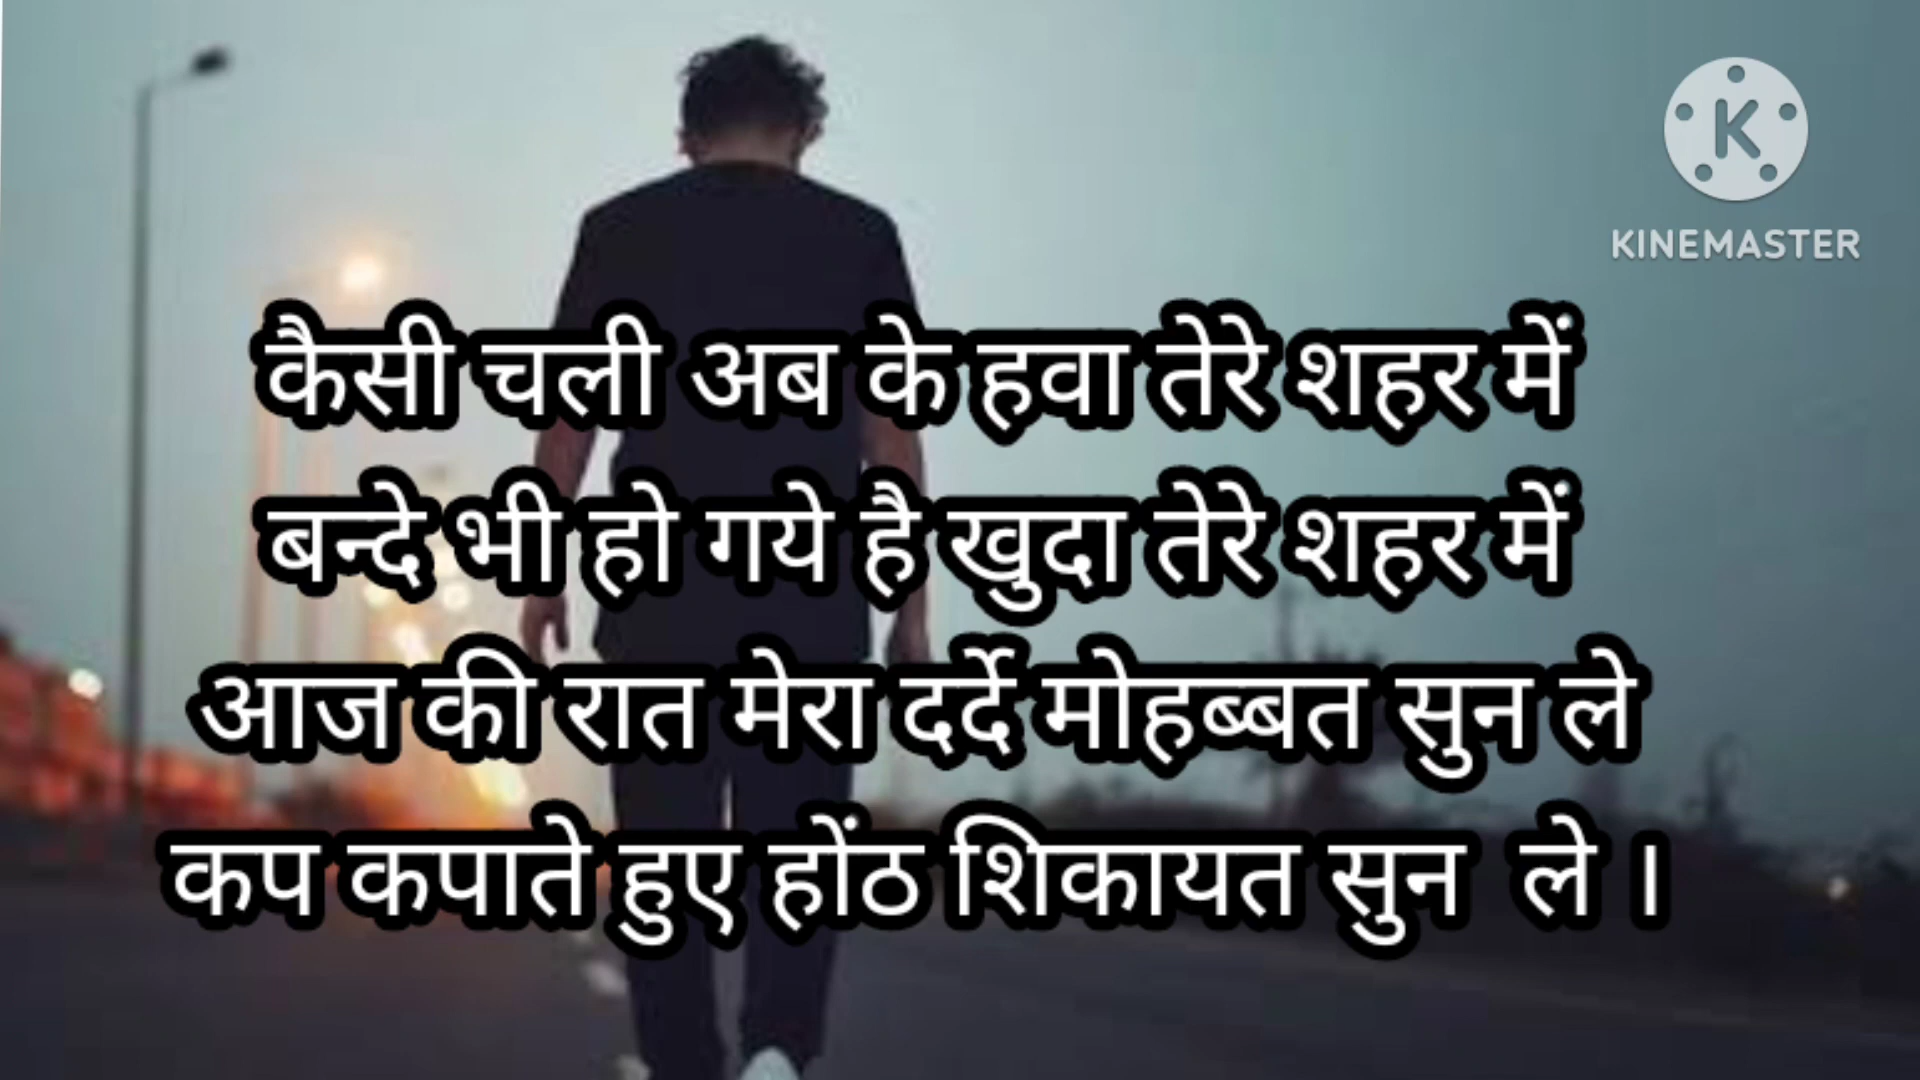 K
KINEMASTER
कैसी चली अब के हवा तेरे शहर में
बन्दे भी हो गये है खुदा तेरे शहर में
आज की रात मेरा दर्दे मोहब्बत सुन ले
कप कपाते हुए होंठ शिकायत सुन ले ।